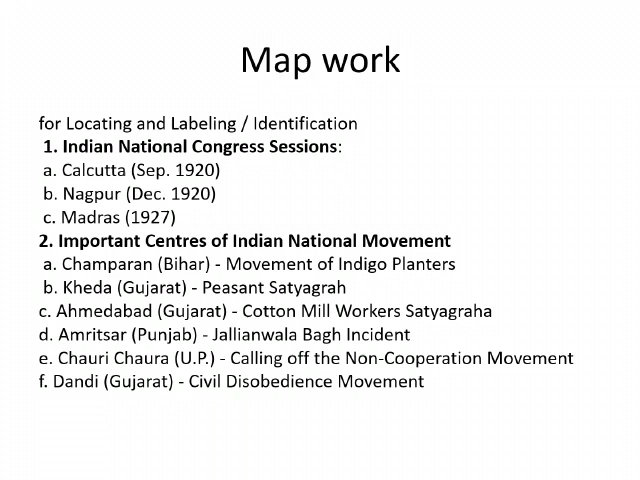 Map work
for Locating and Labeling / Identification
1. Indian National Congress Sessions:
a. Calcutta (Sep. 1920)
b. Nagpur (Dec. 1920)
c. Madras (1927)
2. Important Centres of Indian National Movement
a. Champaran (Bihar) - Movement of Indigo Planters
b. Kheda (Gujarat) - Peasant Satyagrah
c. Ahmedabad (Gujarat) - Cotton Mill Workers Satyagraha
d. Amritsar (Punjab) - Jallianwala Bagh Incident
e. Chauri Chaura (U.P.) - Calling off the Non-Cooperation Movement
f. Dandi (Gujarat) - Civil Disobedience Movement